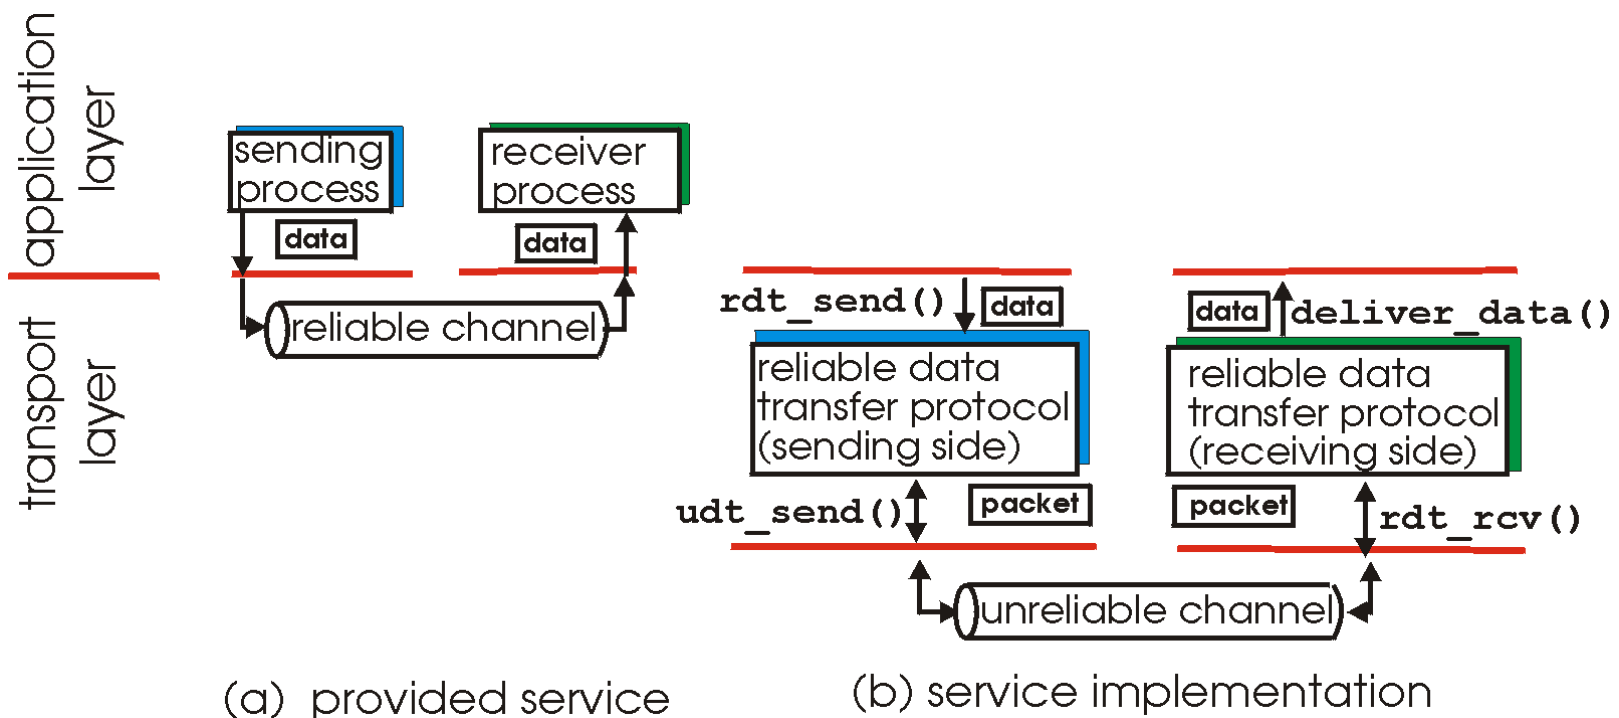 application
layer
transport
layer
sending
process
data
receiver
process
data
reliable channel
(a) provided service
rdt_send()
data
reliable data
transfer protocol
(sending side)
udt_send()
packet
data
deliver_data()
reliable data
transfer protocol
(receiving side)
packet
rdt_rcv()
unreliable channel
(b) service implementation